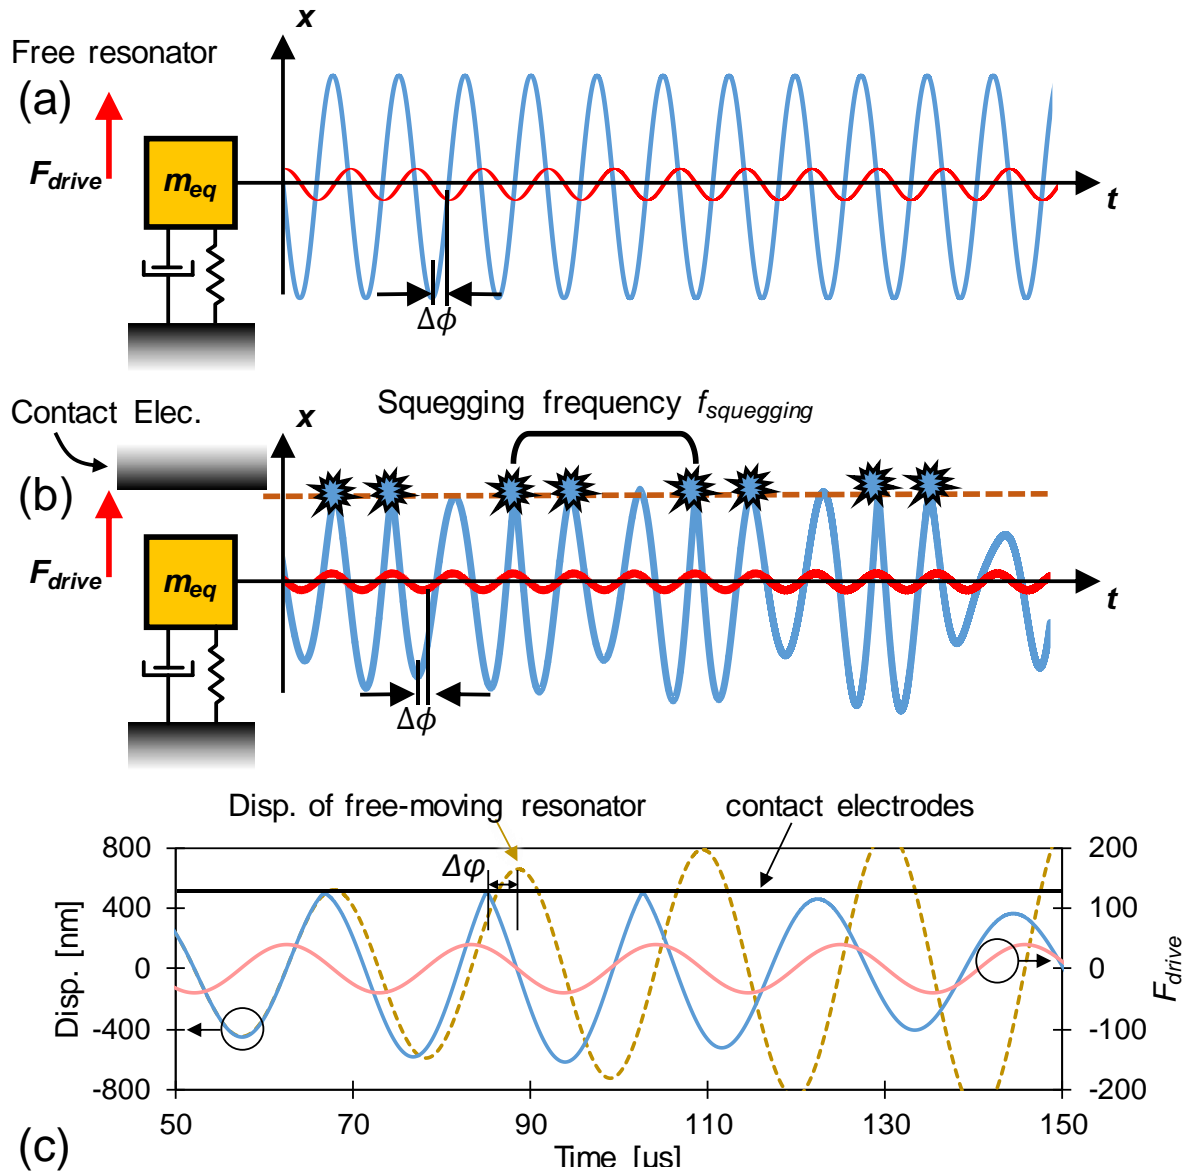 x
Free resonator
(a)
F_drive
m_eq
t
Δϕ
Contact Elec.
x
Squegging frequency f_squegging
(b)
F_drive
m_eq
t
Δϕ
Disp. of free-moving resonator
contact electrodes
800
400
0
-400
-800
Disp. [nm]
Δφ
200
100
0
-100
-200
F_drive
50
70
90
110
130
150
Time [µs]
(c)